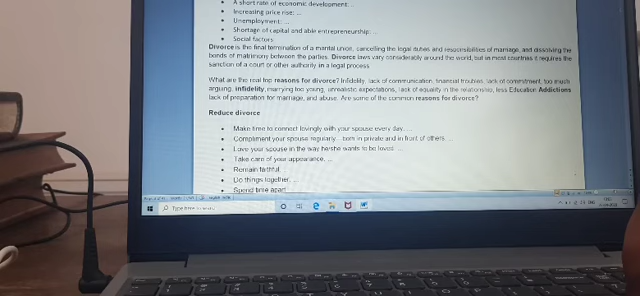 A short rate of economic development: ...
Increasing price rise: ...
Unemployment: ...
Shortage of capital and able entrepreneurship: ...
Social factors
Divorce is the final termination of a marital union, cancelling the legal duties and responsibilities of marriage, and dissolving the
bonds of matrimony between the parties. Divorce laws vary considerably around the world, but in most countries it requires the
sanction of a court or other authority in a legal process
What are the real top reasons for divorce? Infidelity, lack of communication, financial troubles, lack of commitment, too much
arguing, infidelity, marrying too young, unrealistic expectations, lack of equality in the relationship, less Education Addictions
lack of preparation for marriage, and abuse. Are some of the common reasons for divorce?
Reduce divorce
Make time to connect lovingly with your spouse every day. ...
Compliment your spouse regularly... both in private and in front of others. ...
Love your spouse in the way he/she wants to be loved. ...
Take care of your appearance. ...
Remain faithful. ...
Do things together. ...
Spend time apart
Type here to search